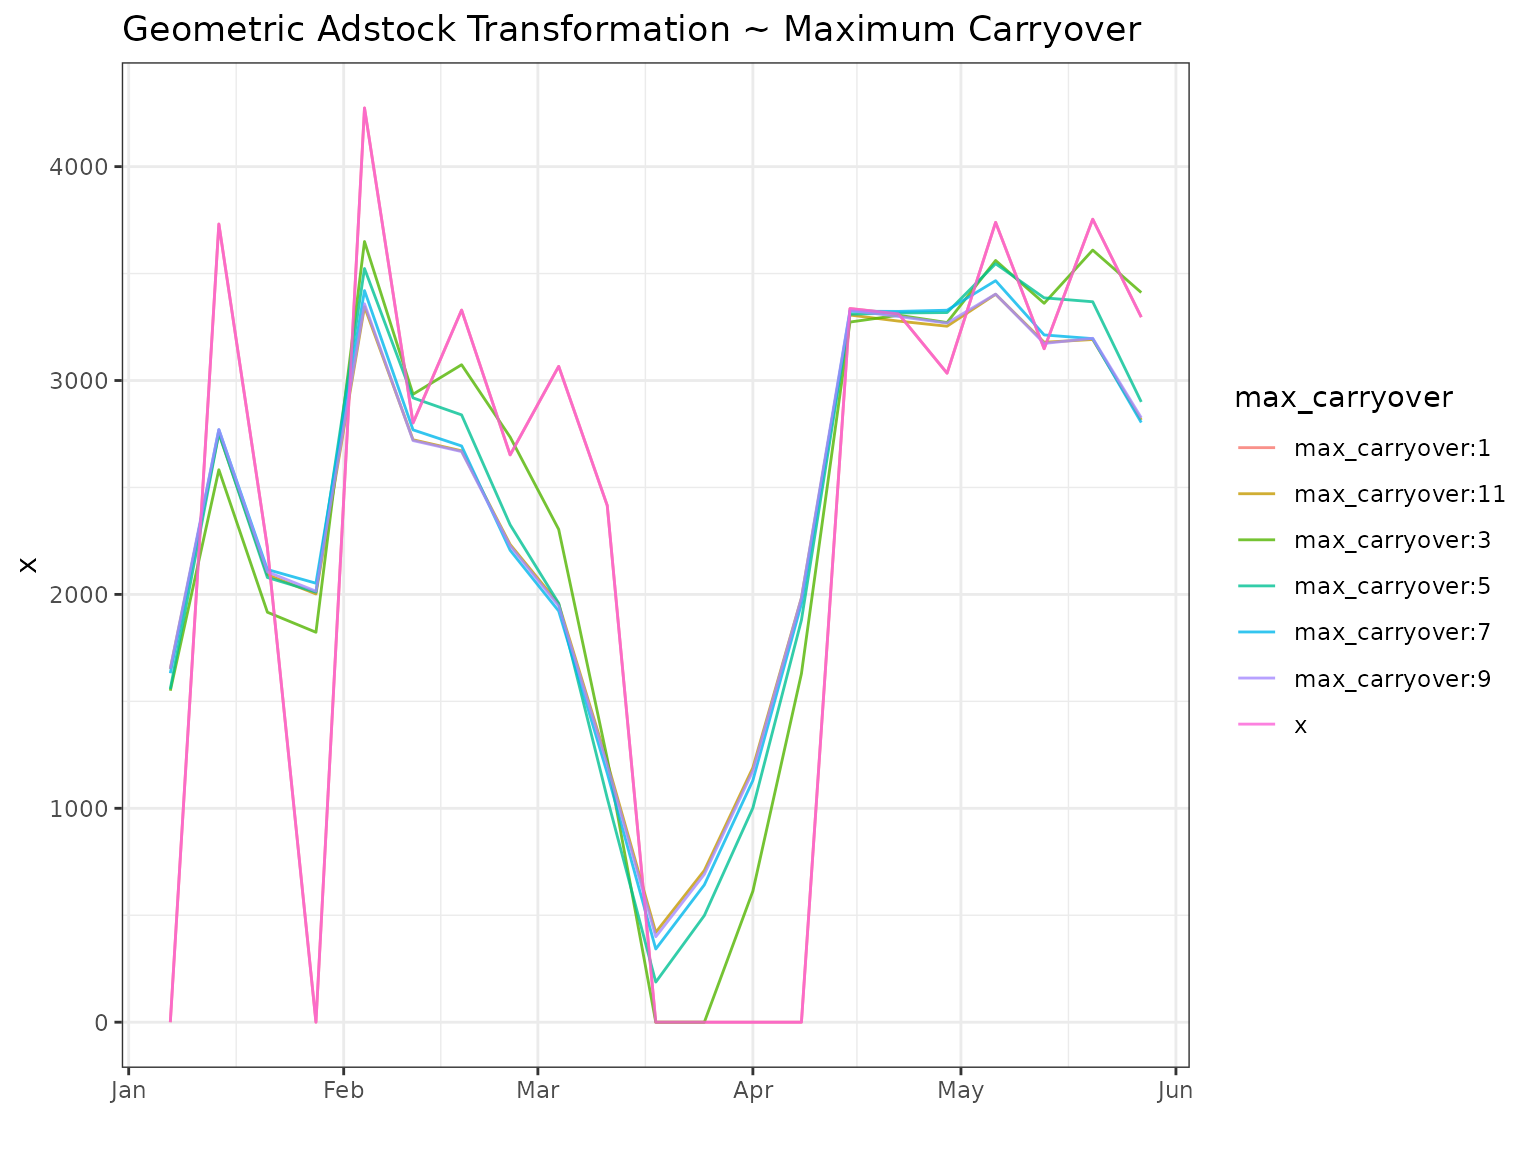 Geometric Adstock Transformation ~ Maximum Carryover
4000
3000
2000
1000
0
x
Jan
Feb
Mar
Apr
May
Jun
max_carryover
max_carryover:1
max_carryover:11
max_carryover:3
max_carryover:5
max_carryover:7
max_carryover:9
x